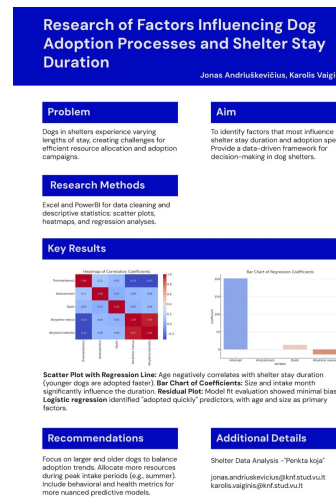 Research of Factors Influencing Dog
Adoption Processes and Shelter Stay
Duration
Jonas Andriuškevičius, Karolis Vaigin
Problem
Dogs in shelters experience varying
lengths of stay, creating challenges for
efficient resource allocation and adoption
campaigns.
Aim
To identify factors that most influence
shelter stay duration and adoption spe
Provide a data-driven framework for
decision-making in dog shelters.
Research Methods
Excel and PowerBI for data cleaning and
descriptive statistics: scatter plots,
heatmaps, and regression analyses.
Key Results
Heatmap of Correlation Coefficients
Bar Chart of Regression Coefficients
Intercept
Scatter Plot with Regression Line: Age negatively correlates with shelter stay duration
(younger dogs are adopted faster). Bar Chart of Coefficients: Size and intake month
significantly influence the duration. Residual Plot: Model fit evaluation showed minimal bias
Logistic regression identified "adopted quickly" predictors, with age and size as primary
factors.
Recommendations
Focus on larger and older dogs to balance
adoption trends. Allocate more resources
during peak intake periods (e.g., summer).
Include behavioral and health metrics for
more nuanced predictive models.
Additional Details
Shelter Data Analysis -"Penkta koja"
jonas.andriuskevicius@knf.stud.vu.lt
karolis.vaiginis@knf.stud.vu.lt